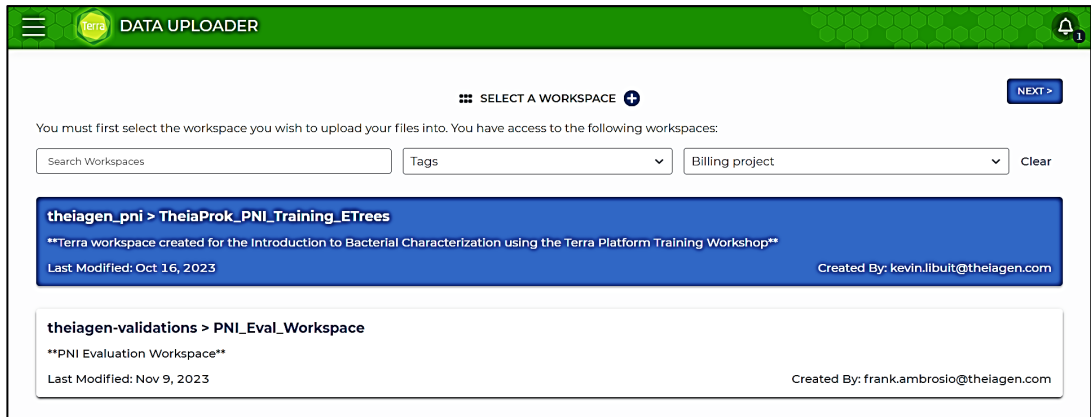 Terra DATA UPLOADER
1
SELECT A WORKSPACE
NEXT >
You must first select the workspace you wish to upload your files into. You have access to the following workspaces:
Search Workspaces Tags Billing project Clear
theiagen_pni > TheiaProk_PNI_Training_ETrees
**Terra workspace created for the Introduction to Bacterial Characterization using the Terra Platform Training Workshop**
Last Modified: Oct 16, 2023 Created By: kevin.libuit@theiagen.com
theiagen-validations > PNI_Eval_Workspace
**PNI Evaluation Workspace**
Last Modified: Nov 9, 2023 Created By: frank.ambrosio@theiagen.com